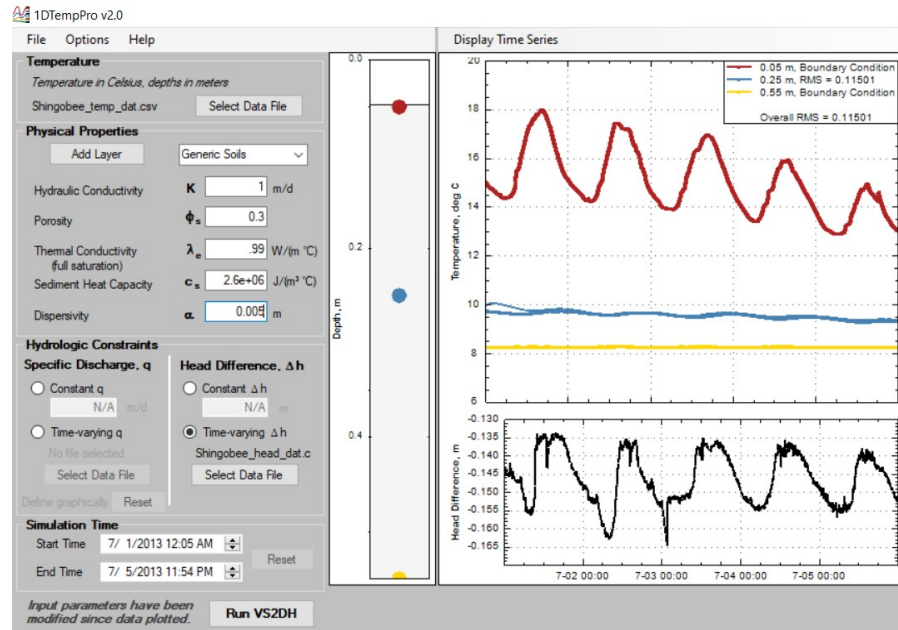 1DTempPro v2.0
File Options Help
Temperature
Temperature in Celsius, depths in meters
Shingobee_temp_dat.csv Select Data File
Physical Properties
Add Layer Generic Soils
Hydraulic Conductivity K 1 m/d
Porosity ϕs 0.3
Thermal Conductivity λe .99 W/(m °C)
(full saturation)
Sediment Heat Capacity cs 2.6e+06 J/(m³ °C)
Dispersivity α 0.005 m
Hydrologic Constraints
Specific Discharge, q Head Difference, Δh
Constant q Constant Δh
N/A m/d N/A m
Time-varying q Time-varying Δh
No file selected Shingobee_head_dat.c
Select Data File Select Data File
Define graphically Reset
Simulation Time
Start Time 7/ 1/2013 12:05 AM
Reset
End Time 7/ 5/2013 11:54 PM
Input parameters have been
modified since data plotted.
Run VS2DH
0.0
0.2
0.4
Depth, m
Display Time Series
20
18
16
14
12
10
8
6
Temperature, deg C
0.05 m, Boundary Condition
0.25 m, RMS = 0.11501
0.55 m, Boundary Condition
Overall RMS = 0.11501
-0.130
-0.135
-0.140
-0.145
-0.150
-0.155
-0.160
-0.165
Head Difference, m
7-02 00:00 7-03 00:00 7-04 00:00 7-05 00:00